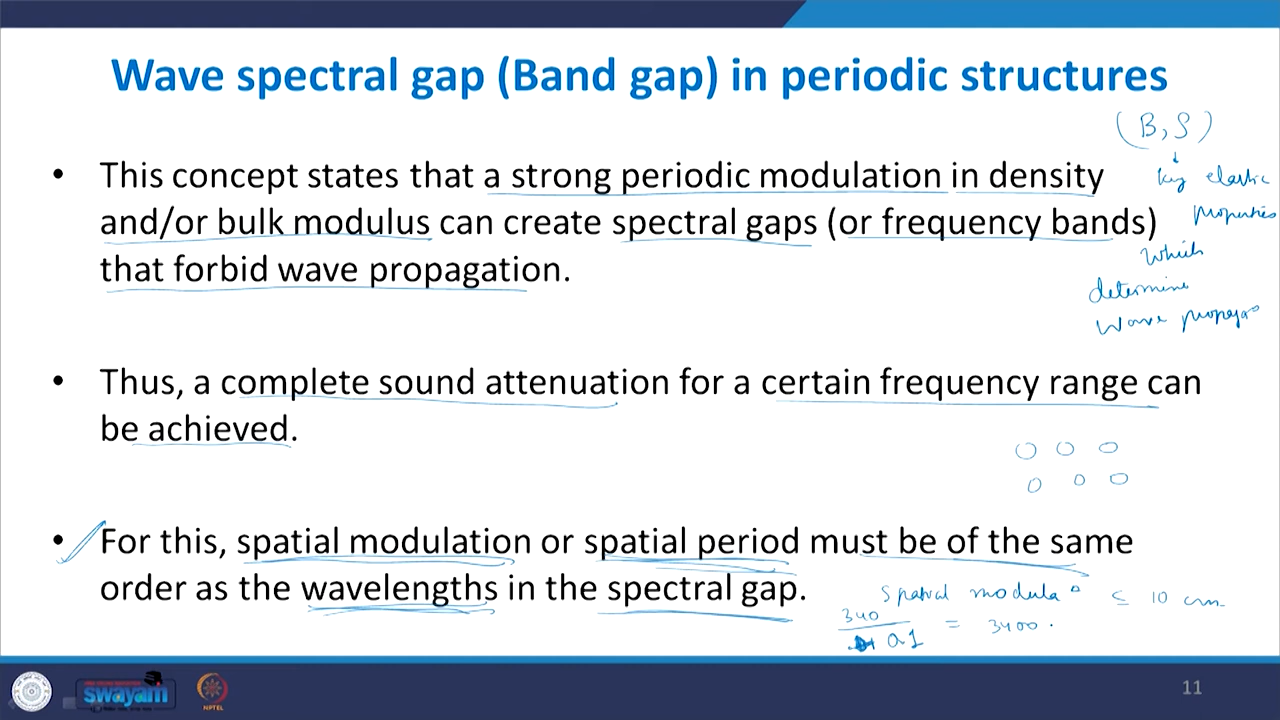 Wave spectral gap (Band gap) in periodic structures
(B, S)
• This concept states that a strong periodic modulation in density
key elastic
properties
and/or bulk modulus can create spectral gaps (or frequency bands)
which
that forbid wave propagation.
determine
wave
• Thus, a complete sound attenuation for a certain frequency range can
be achieved.
• For this, spatial modulation or spatial period must be of the same
order as the wavelengths in the spectral gap.
Spatial modula ≤ 10 cm
340
= 3400.
swayam
NPTEL
11